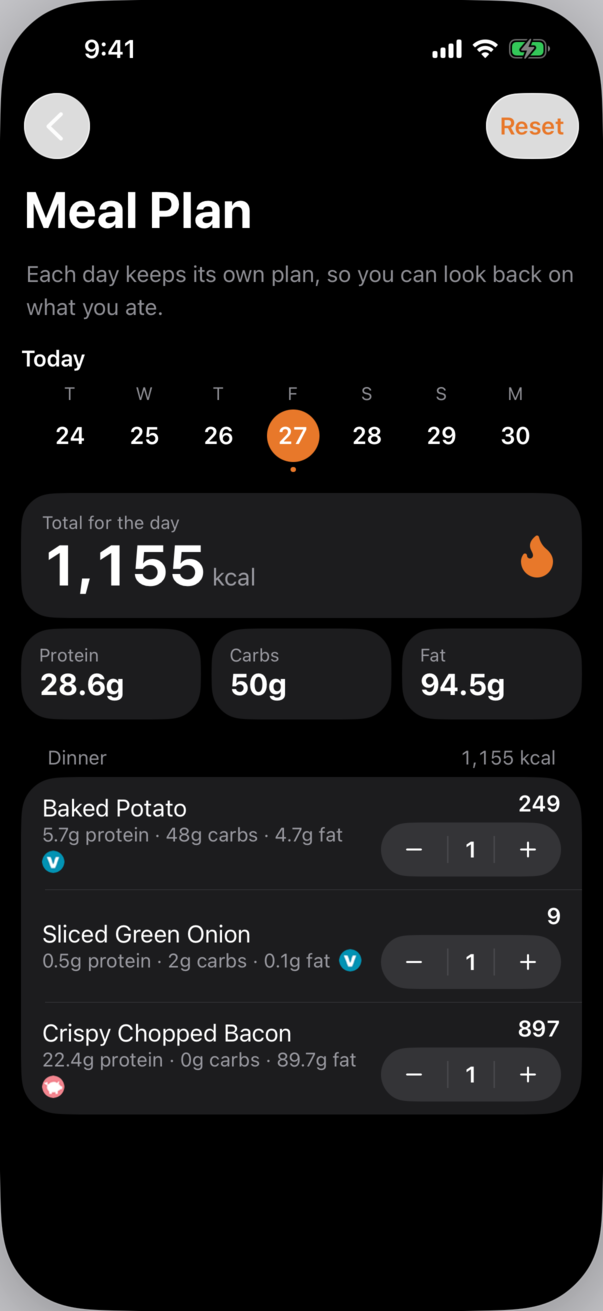 9:41
Reset
Meal Plan
Each day keeps its own plan, so you can look back on
what you ate.
Today
T W T F S S M
24 25 26 27 28 29 30
Total for the day
1,155 kcal
Protein Carbs Fat
28.6g 50g 94.5g
Dinner 1,155 kcal
Baked Potato 249
5.7g protein · 48g carbs · 4.7g fat
V − 1 +
Sliced Green Onion 9
0.5g protein · 2g carbs · 0.1g fat V − 1 +
Crispy Chopped Bacon 897
22.4g protein · 0g carbs · 89.7g fat
− 1 +